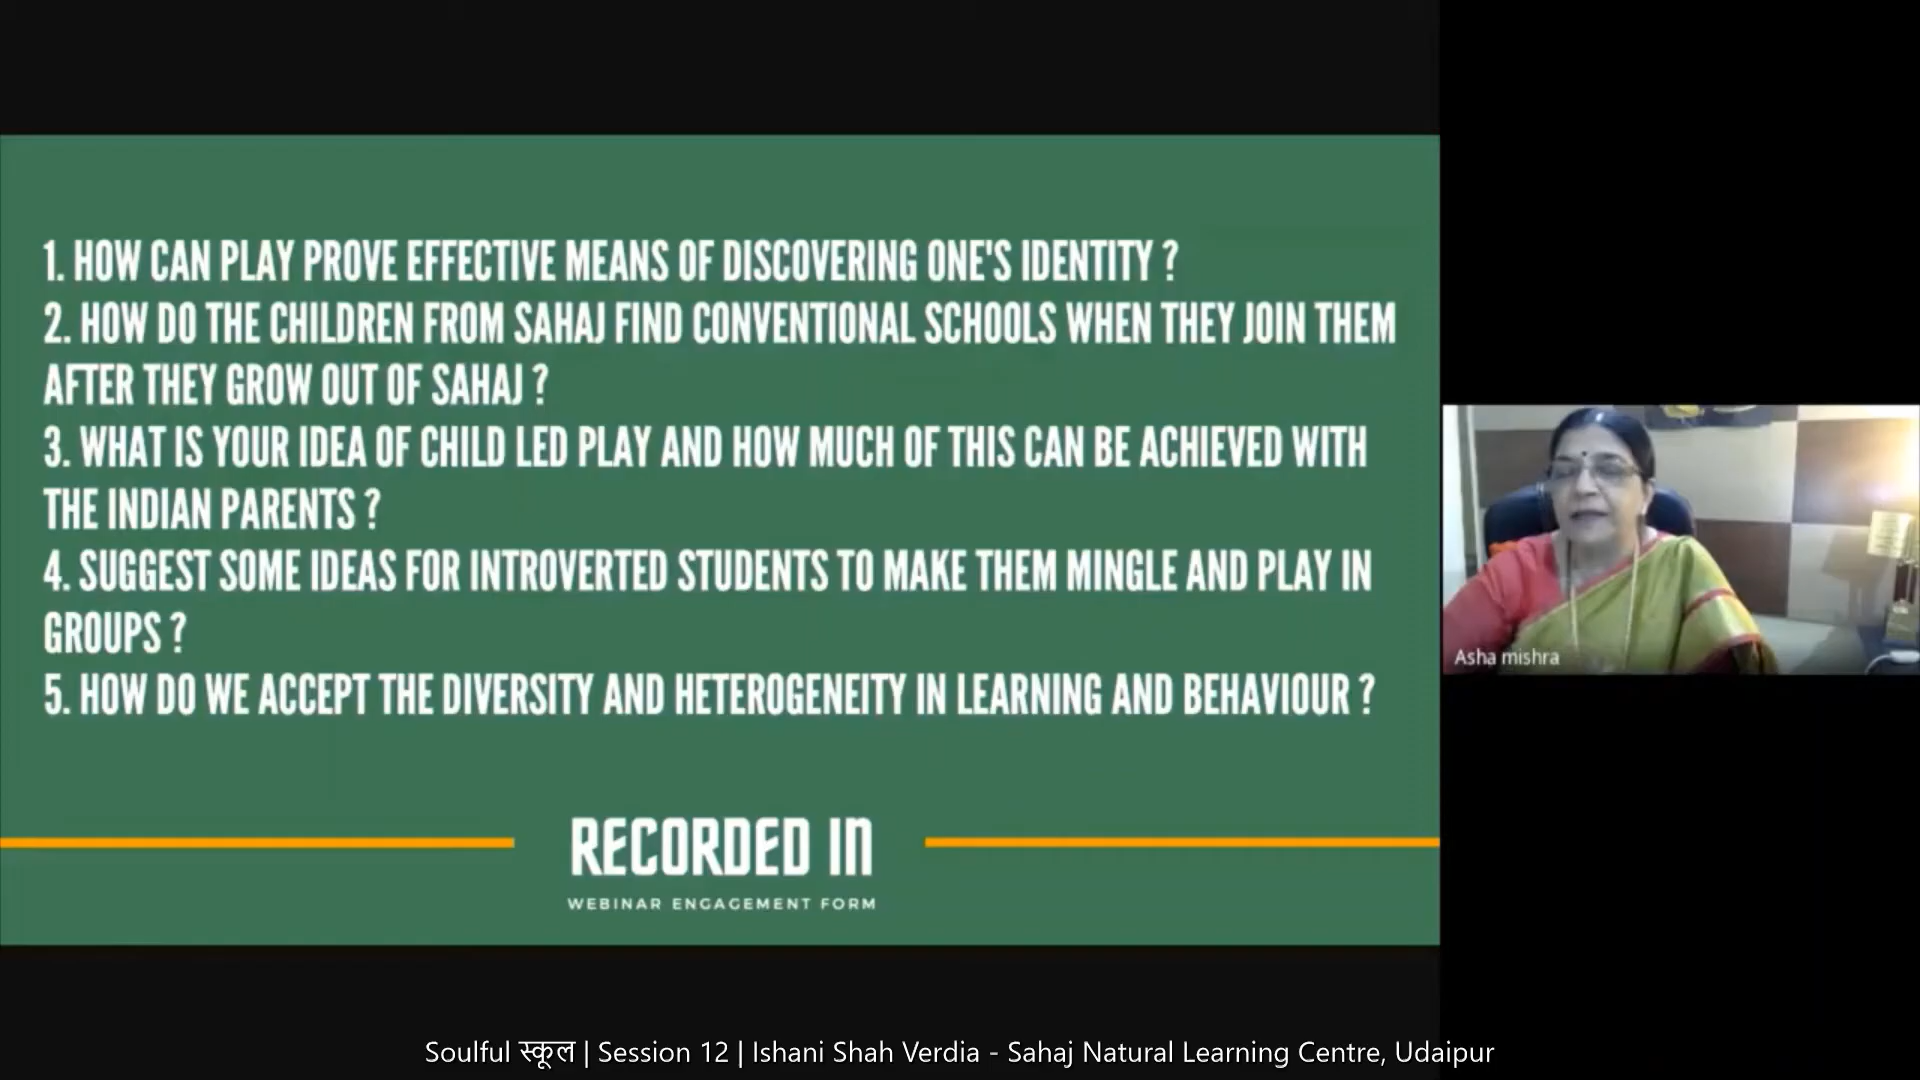 1. HOW CAN PLAY PROVE EFFECTIVE MEANS OF DISCOVERING ONE'S IDENTITY ?
2. HOW DO THE CHILDREN FROM SAHAJ FIND CONVENTIONAL SCHOOLS WHEN THEY JOIN THEM
AFTER THEY GROW OUT OF SAHAJ ?
3. WHAT IS YOUR IDEA OF CHILD LED PLAY AND HOW MUCH OF THIS CAN BE ACHIEVED WITH
THE INDIAN PARENTS ?
4. SUGGEST SOME IDEAS FOR INTROVERTED STUDENTS TO MAKE THEM MINGLE AND PLAY IN
GROUPS ?
5. HOW DO WE ACCEPT THE DIVERSITY AND HETEROGENEITY IN LEARNING AND BEHAVIOUR ?
RECORDED IN
WEBINAR ENGAGEMENT FORM
Asha mishra
Soulful स्कूल | Session 12 | Ishani Shah Verdia - Sahaj Natural Learning Centre, Udaipur